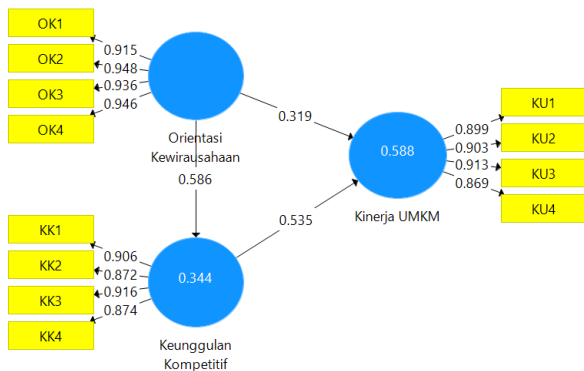 OK1
OK2
OK3
OK4
0.915
0.948
0.936
0.946
Orientasi
Kewirausahaan
0.319
0.586
0.588
Kinerja UMKM
0.899
0.903
0.913
0.869
KU1
KU2
KU3
KU4
0.535
KK1
KK2
KK3
KK4
0.906
0.872
0.916
0.874
0.344
Keunggulan
Kompetitif